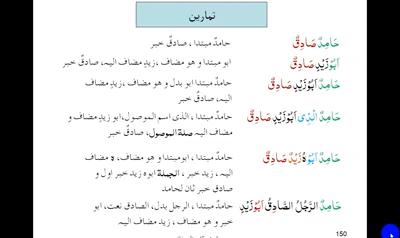 تمارين
حَامِدٌ صَادِقٌ حامدٌ مبتدا ، صادقٌ خبر
اَبُوْزَيْدٍ صَادِقٌ ابو مبتدا و هو مضاف ،زيدٍ مضاف اليہ، صادقٌ خبر
حَامِدٌ اَبُوْزَيْدٍ صَادِقٌ حامدٌ مبتدا ابو بدل و هو مضاف ،زيدٍ مضاف
اليہ، صادقٌ خبر
حَامِدٌ الَّذِى اَبُوْزَيْدٍ صَادِقٌ حامدٌ مبتدا ، الذى اسم الموصول،ابو زيدٍ مضاف و
مضاف اليہ صلة الموصول، صادقٌ خبر
حَامِدٌ اَبُوْهُ زَيْدٌ صَادِقٌ حامدٌ مبتدا ، ابومبتدا و هو مضاف، ه مضاف
اليہ، زيد خبر ، الجملة ابوه زيد خبر اول و
صادق خبر ثان لحامد
حَامِدٌ الرَّجُلُ الصَّادِقُ اَبُوْزَيْدٍ حامدٌ مبتدا ، الرجل بدل، الصادق نعت، ابو
خبر و هو مضاف ، زيد مضاف اليه
150